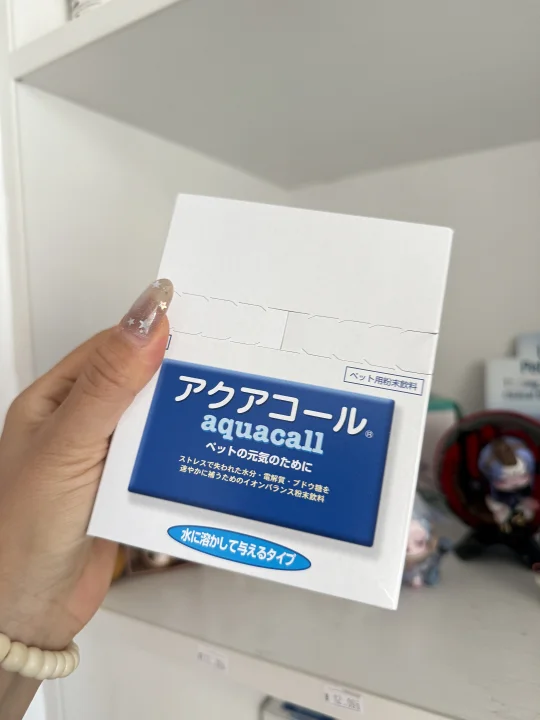 ペット用粉末飲料
アクアコール®
aquacall
ペットの元気のために
ストレスで失われた水分・電解質・ブドウ糖を
速やかに補うためのイオンバランス粉末飲料
水に溶かして与えるタイプ